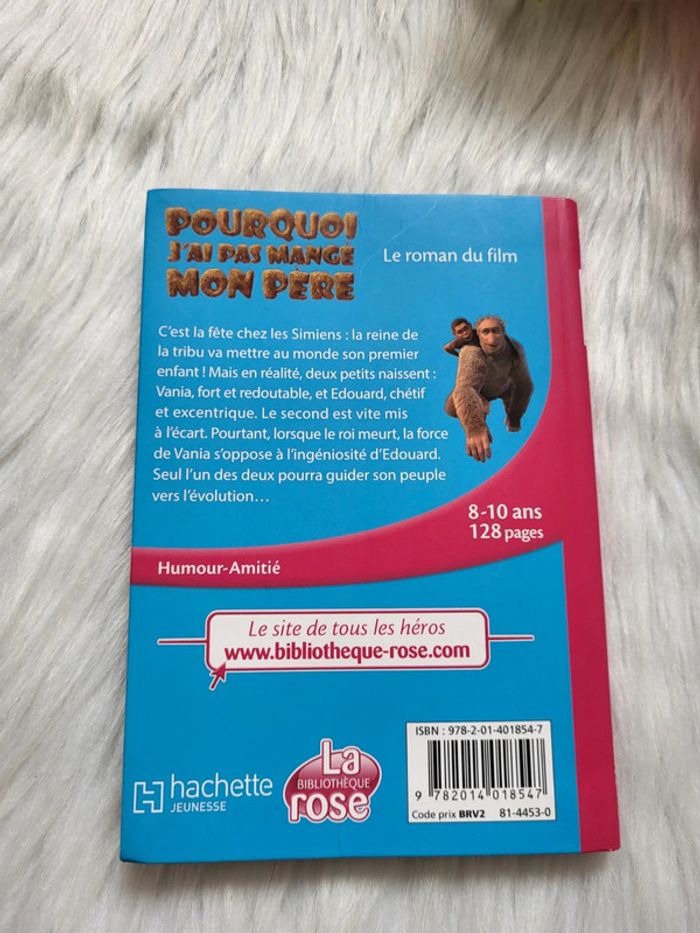 POURQUOI
J'AI PAS MANGÉ
MON PÈRE
Le roman du film
C'est la fête chez les Simiens : la reine de
la tribu va mettre au monde son premier
enfant ! Mais en réalité, deux petits naissent :
Vania, fort et redoutable, et Edouard, chétif
et excentrique. Le second est vite mis
à l'écart. Pourtant, lorsque le roi meurt, la force
de Vania s'oppose à l'ingéniosité d'Edouard.
Seul l'un des deux pourra guider son peuple
vers l'évolution…
8-10 ans
128 pages
Humour-Amitié
Le site de tous les héros
www.bibliotheque-rose.com
hachette
JEUNESSE
La
BIBLIOTHÈQUE
rose
ISBN : 978-2-01-401854-7
9 782014 018547
Code prix BRV2 81-4453-0